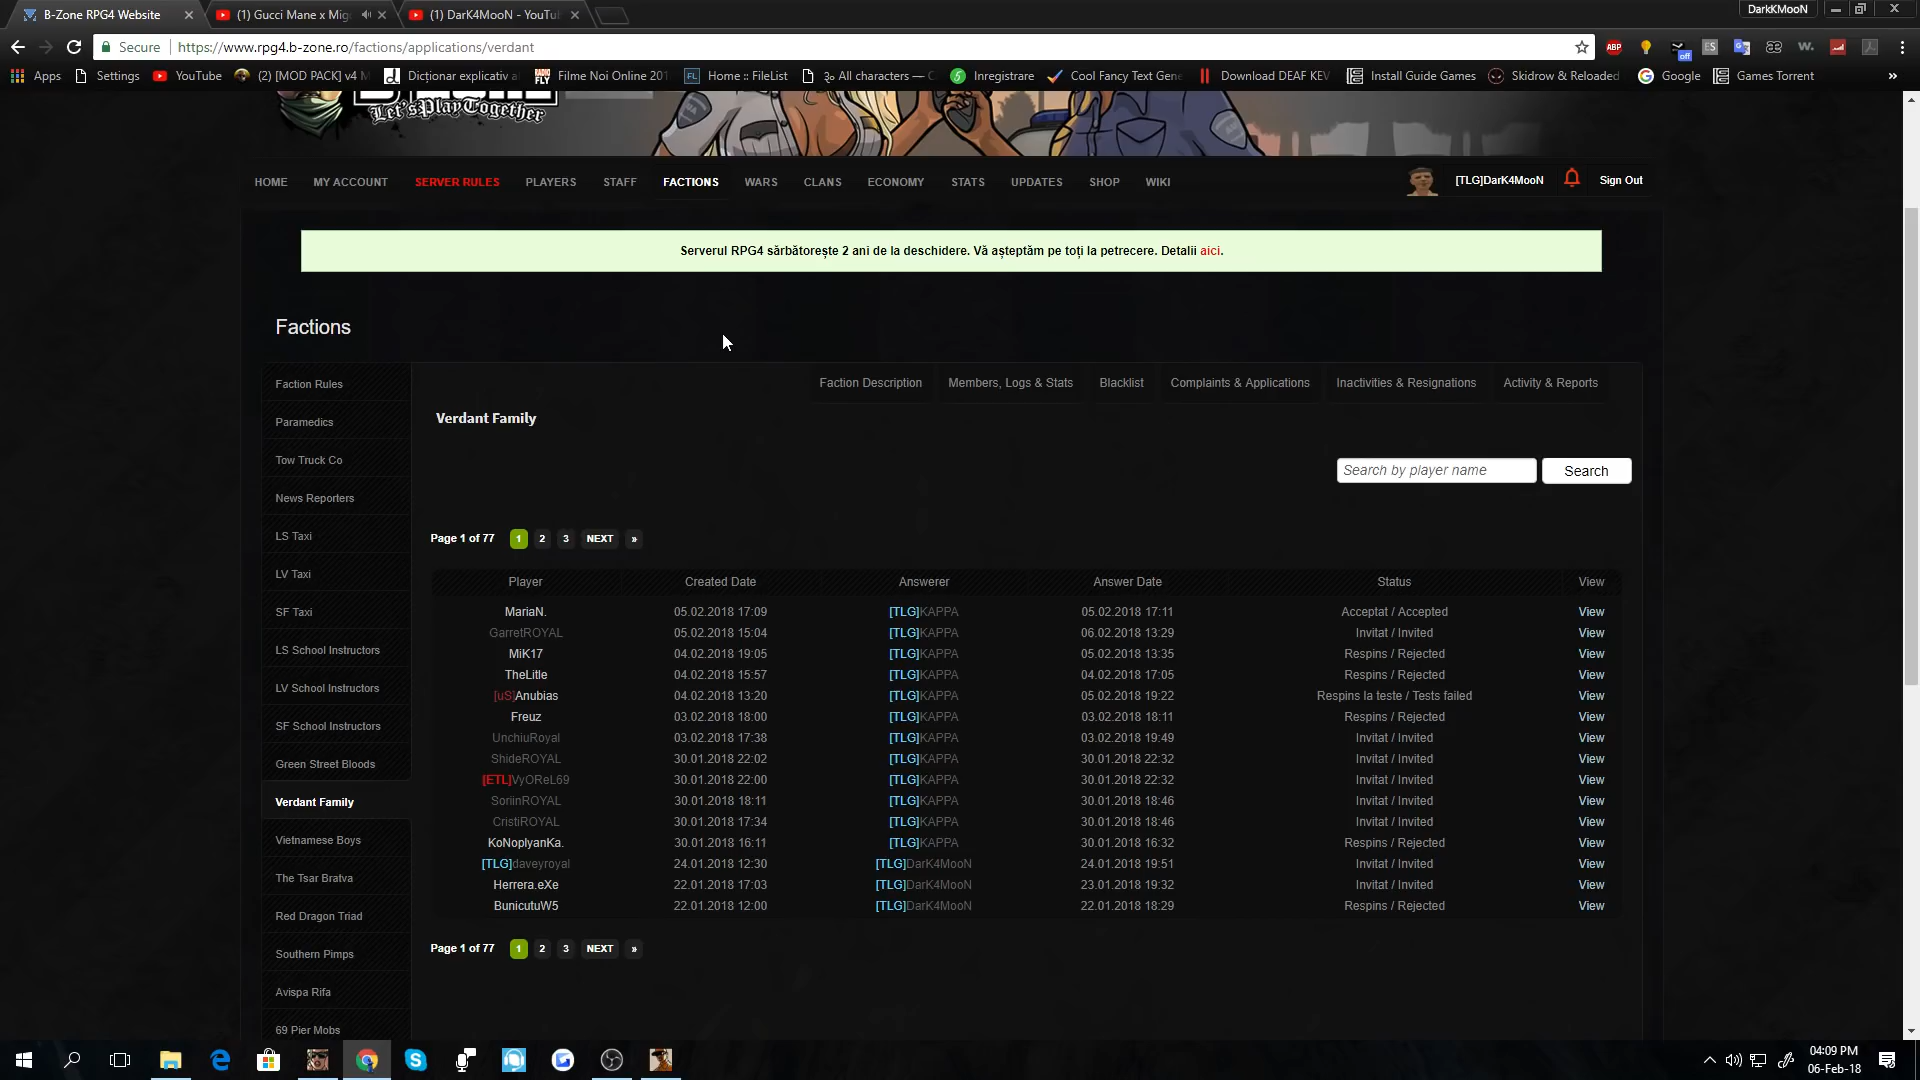 B-Zone RPG4 Website
(1) Gucci Mane x Mig
(1) DarK4MooN - YouTu
DarkKMooN
Secure
https://www.rpg4.b-zone.ro/factions/applications/verdant
Apps Settings YouTube (2) [MOD PACK] v4 M Dicționar explicativ al Filme Noi Online 201 Home :: FileList All characters — C Inregistrare Cool Fancy Text Gene Download DEAF KEV Install Guide Games Skidrow & Reloaded Google Games Torrent »
Let'sPlayTogether
HOME MY ACCOUNT SERVER RULES PLAYERS STAFF FACTIONS WARS CLANS ECONOMY STATS UPDATES SHOP WIKI [TLG]DarK4MooN Sign Out
Serverul RPG4 sărbătorește 2 ani de la deschidere. Vă așteptăm pe toți la petrecere. Detalii aici.
Factions
Faction Rules
Paramedics
Tow Truck Co
News Reporters
LS Taxi
LV Taxi
SF Taxi
LS School Instructors
LV School Instructors
SF School Instructors
Green Street Bloods
Verdant Family
Vietnamese Boys
The Tsar Bratva
Red Dragon Triad
Southern Pimps
Avispa Rifa
69 Pier Mobs
Faction Description Members, Logs & Stats Blacklist Complaints & Applications Inactivities & Resignations Activity & Reports
Verdant Family
Search by player name Search
Page 1 of 77 1 2 3 NEXT »
Player Created Date Answerer Answer Date Status View
MariaN. 05.02.2018 17:09 [TLG]KAPPA 05.02.2018 17:11 Acceptat / Accepted View
GarretROYAL 05.02.2018 15:04 [TLG]KAPPA 06.02.2018 13:29 Invitat / Invited View
MiK17 04.02.2018 19:05 [TLG]KAPPA 05.02.2018 13:35 Respins / Rejected View
TheLitle 04.02.2018 15:57 [TLG]KAPPA 04.02.2018 17:05 Respins / Rejected View
[uS]Anubias 04.02.2018 13:20 [TLG]KAPPA 05.02.2018 19:22 Respins la teste / Tests failed View
Freuz 03.02.2018 18:00 [TLG]KAPPA 03.02.2018 18:11 Respins / Rejected View
UnchiuRoyal 03.02.2018 17:38 [TLG]KAPPA 03.02.2018 19:49 Invitat / Invited View
ShideROYAL 30.01.2018 22:02 [TLG]KAPPA 30.01.2018 22:32 Invitat / Invited View
[ETL]VyOReL69 30.01.2018 22:00 [TLG]KAPPA 30.01.2018 22:32 Invitat / Invited View
SoriinROYAL 30.01.2018 18:11 [TLG]KAPPA 30.01.2018 18:46 Invitat / Invited View
CristiROYAL 30.01.2018 17:34 [TLG]KAPPA 30.01.2018 18:46 Invitat / Invited View
KoNoplyanKa. 30.01.2018 16:11 [TLG]KAPPA 30.01.2018 16:32 Respins / Rejected View
[TLG]daveyroyal 24.01.2018 12:30 [TLG]DarK4MooN 24.01.2018 19:51 Invitat / Invited View
Herrera.eXe 22.01.2018 17:03 [TLG]DarK4MooN 23.01.2018 19:32 Invitat / Invited View
BunicutuW5 22.01.2018 12:00 [TLG]DarK4MooN 22.01.2018 18:29 Respins / Rejected View
Page 1 of 77 1 2 3 NEXT »
04:09 PM
06-Feb-18